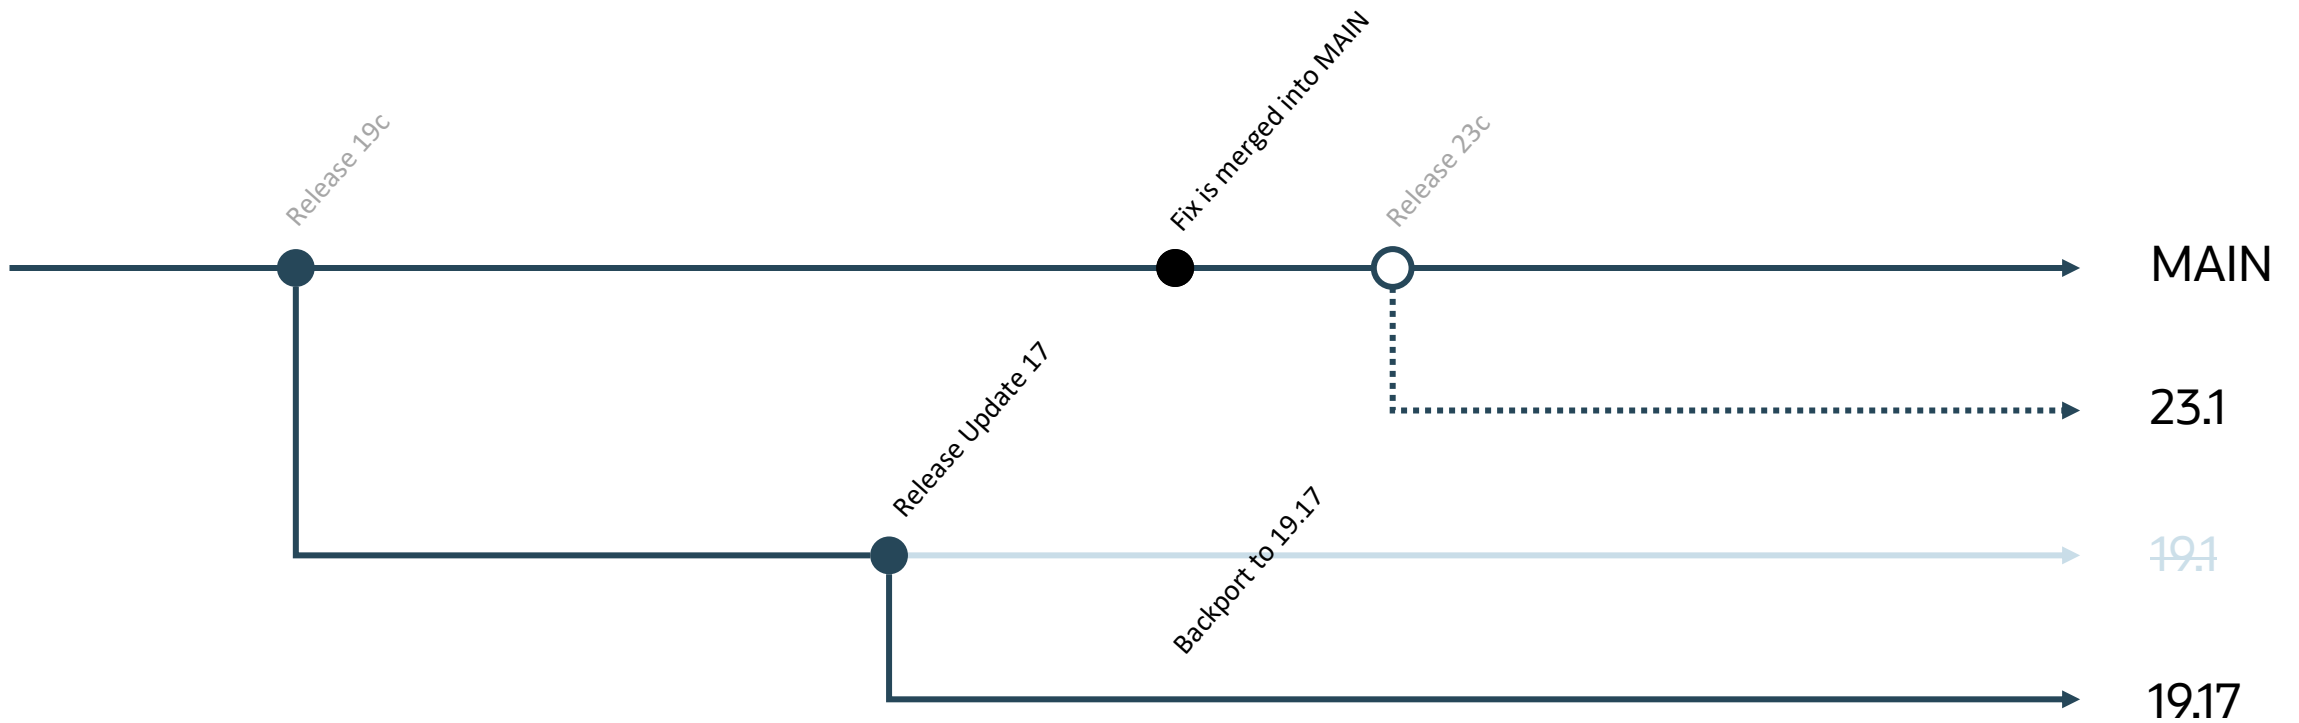 Fix is merged into MAIN
Release 19c
Release 23c
MAIN
Release Update 17
23.1
Backport to 19.17
19.1
19.17